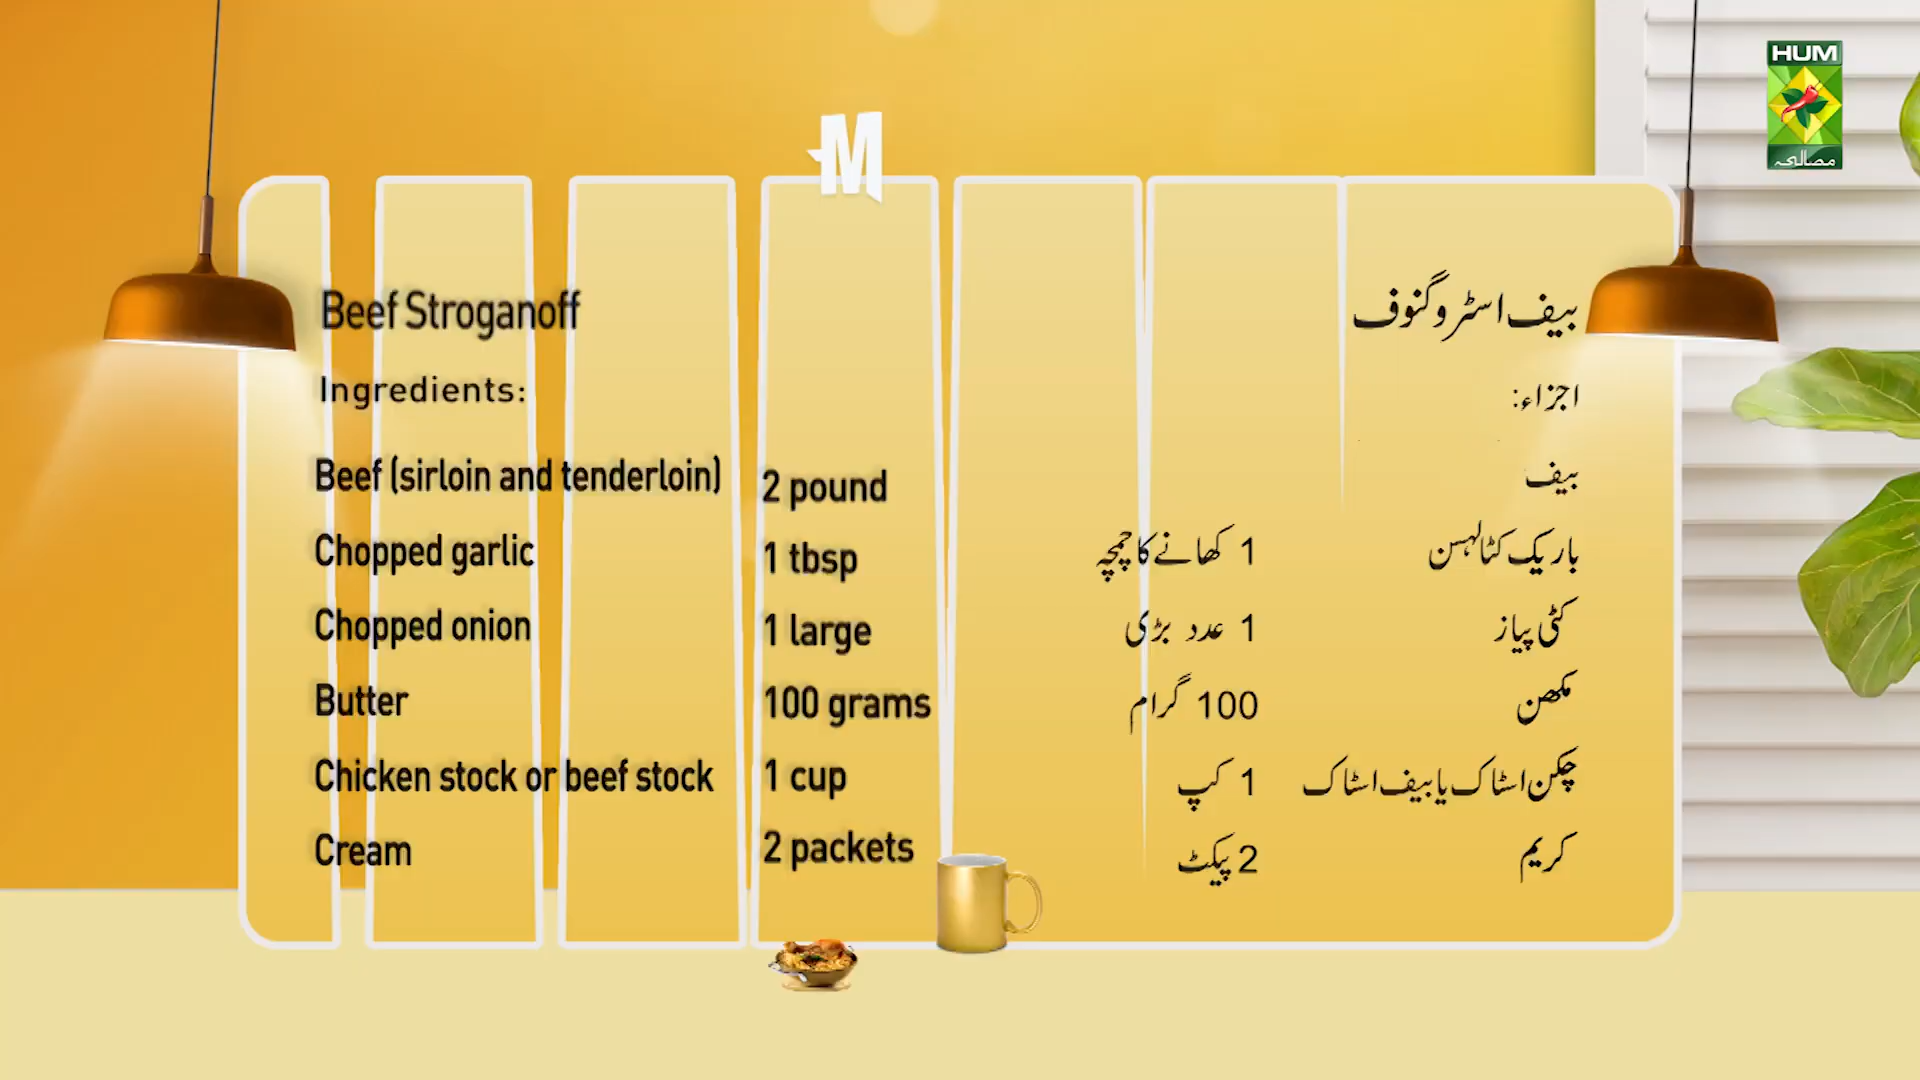 HUM
مصالحہ
M
Beef Stroganoff
بیف اسٹروگنوف
Ingredients:
اجزاء:
Beef (sirloin and tenderloin) 2 pound
بیف
Chopped garlic 1 tbsp
باریک کٹا لہسن 1 کھانے کا چمچہ
Chopped onion 1 large
کٹی پیاز 1 عدد بڑی
Butter 100 grams
مکھن 100 گرام
Chicken stock or beef stock 1 cup
چکن اسٹاک یا بیف اسٹاک 1 کپ
Cream 2 packets
کریم 2 پیکٹ